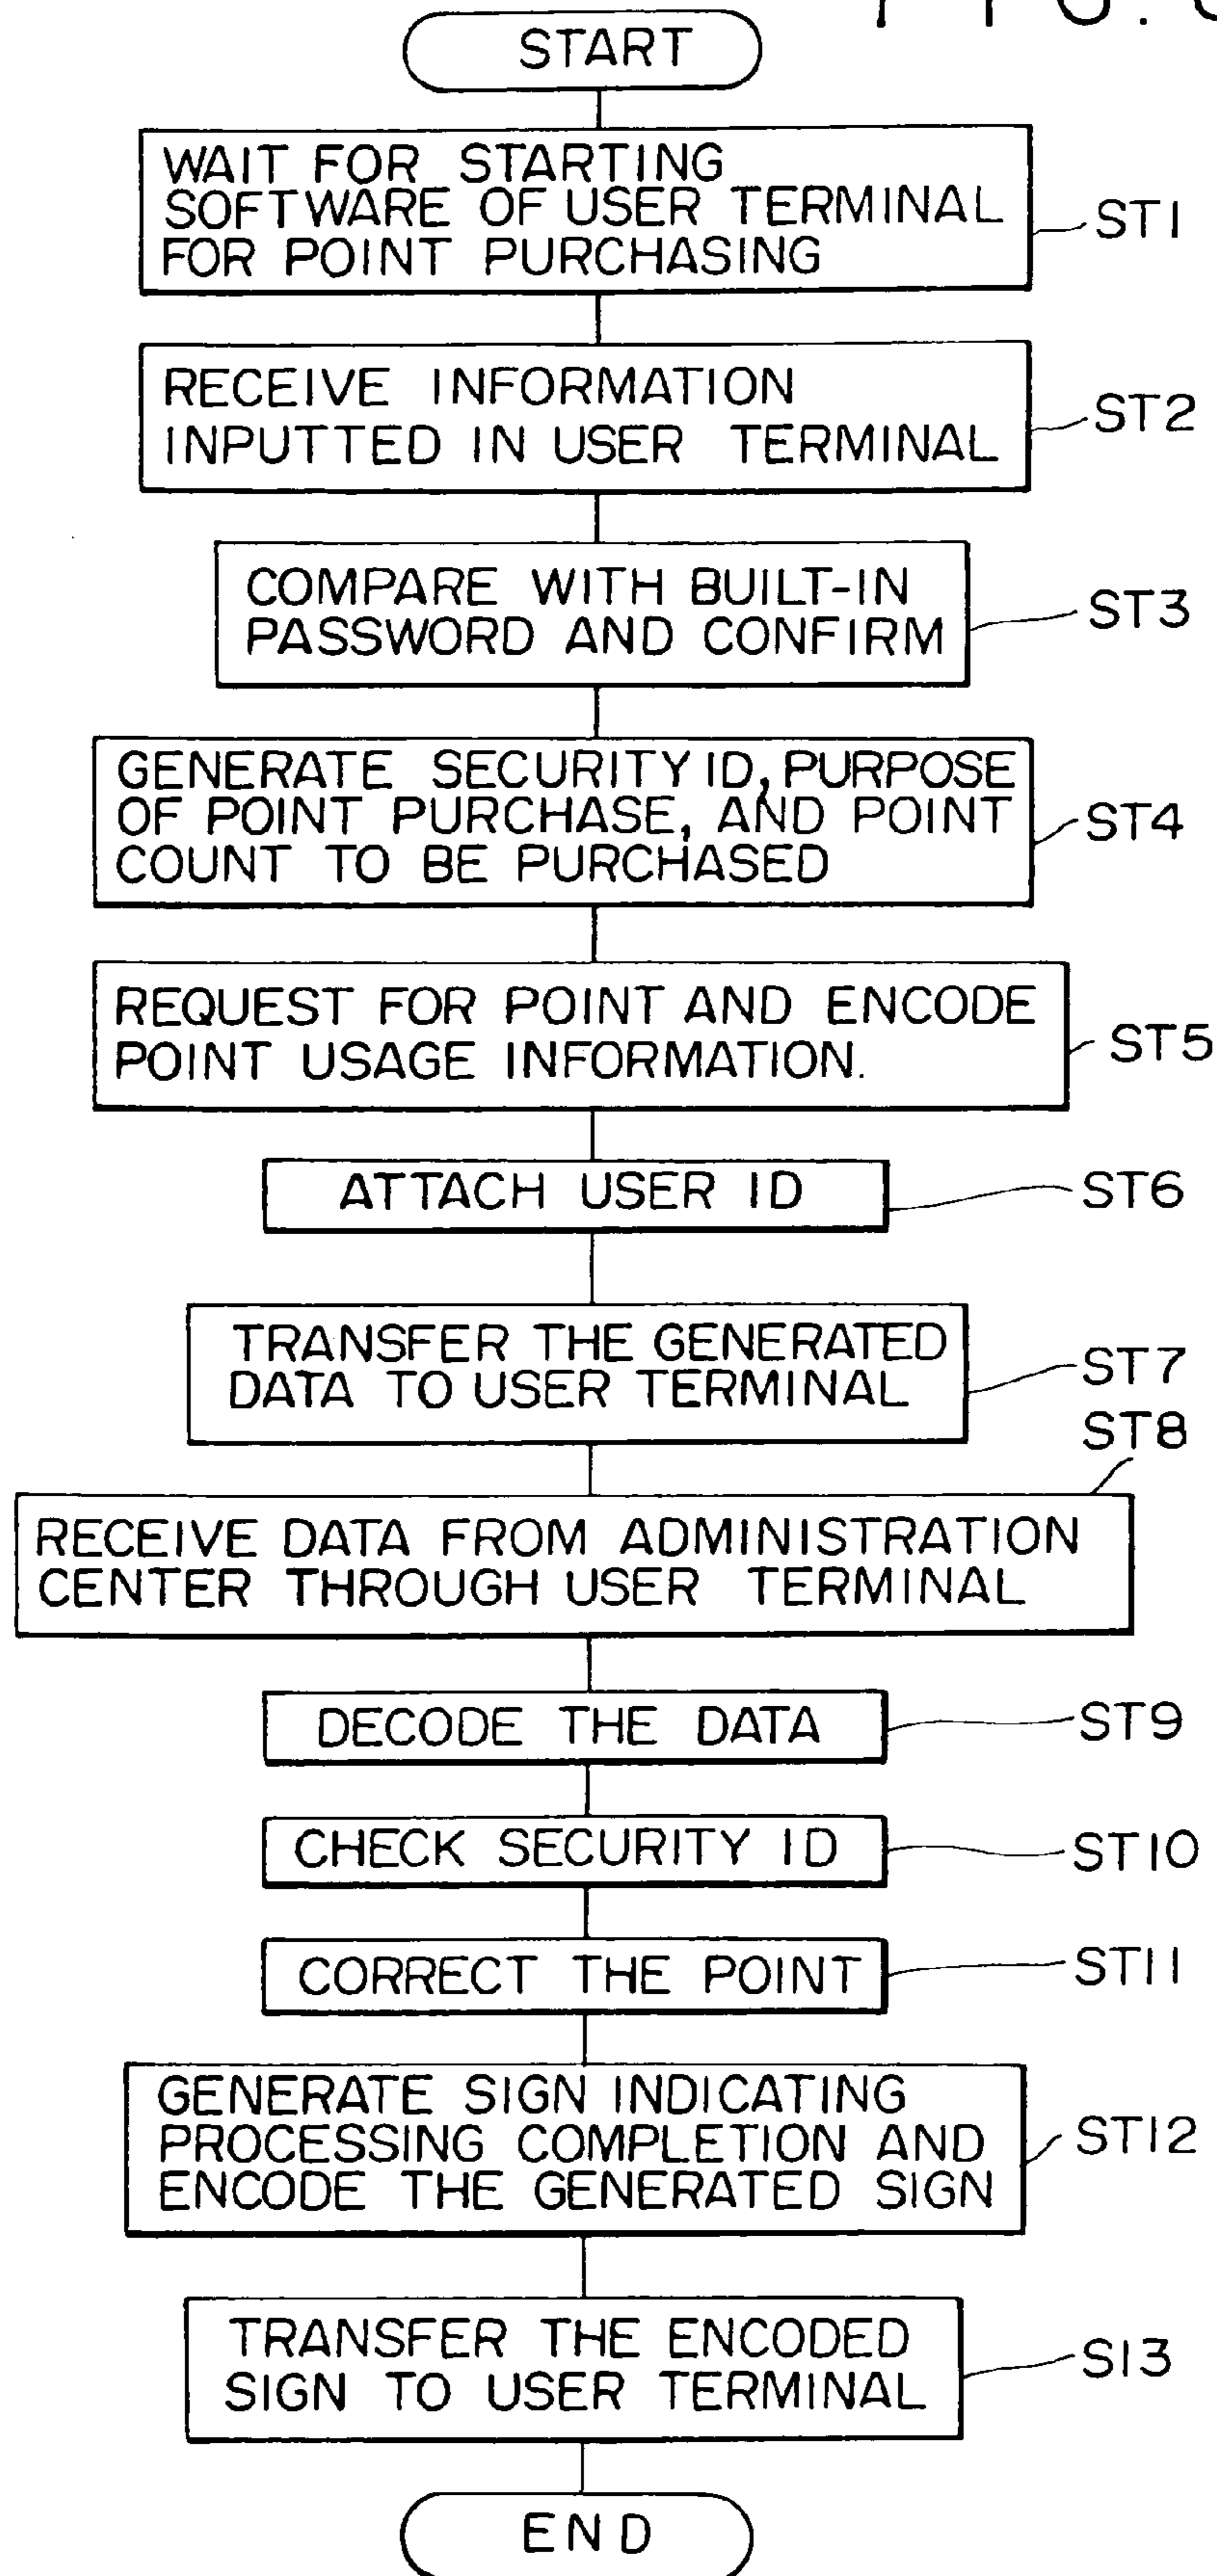 START
WAIT FOR STARTING
SOFTWARE OF USER TERMINAL
FOR POINT PURCHASING
ST1
RECEIVE INFORMATION
INPUTTED IN USER TERMINAL
ST2
COMPARE WITH BUILT-IN
PASSWORD AND CONFIRM
ST3
GENERATE SECURITY ID, PURPOSE
OF POINT PURCHASE, AND POINT
COUNT TO BE PURCHASED
ST4
REQUEST FOR POINT AND ENCODE
POINT USAGE INFORMATION.
ST5
ATTACH USER ID
ST6
TRANSFER THE GENERATED
DATA TO USER TERMINAL
ST7
ST8
RECEIVE DATA FROM ADMINISTRATION
CENTER THROUGH USER TERMINAL
DECODE THE DATA
ST9
CHECK SECURITY ID
ST10
CORRECT THE POINT
ST11
GENERATE SIGN INDICATING
PROCESSING COMPLETION AND
ENCODE THE GENERATED SIGN
ST12
TRANSFER THE ENCODED
SIGN TO USER TERMINAL
S13
END